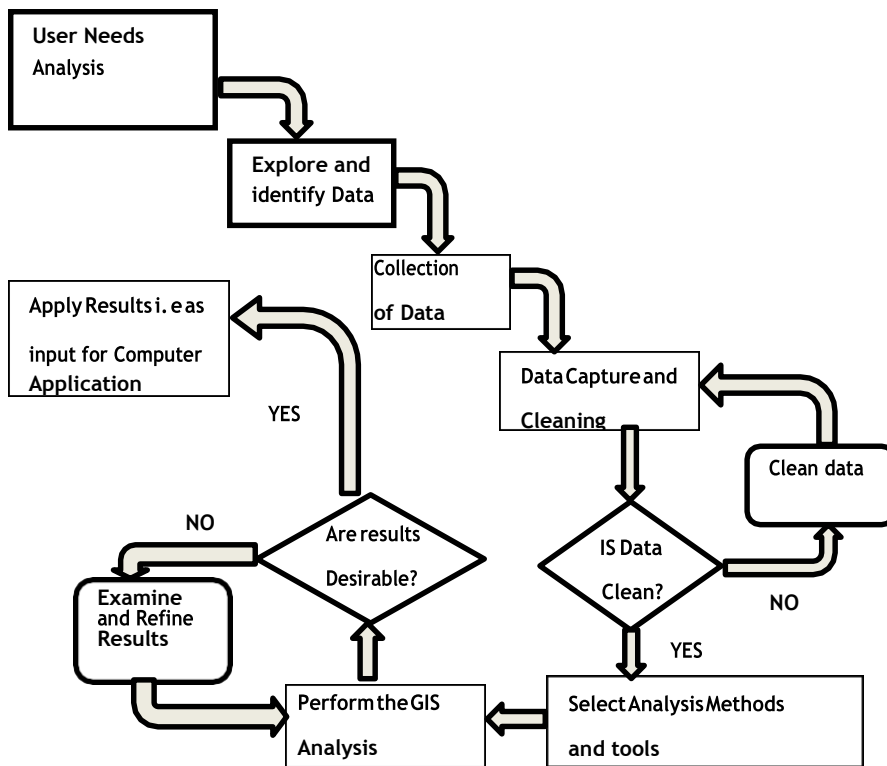 User Needs
Analysis
Explore and
identify Data
Collection
of Data
Apply Results i. e as
input for Computer
Application
Data Capture and
Cleaning
YES
Clean data
NO
Are results
Desirable?
IS Data
Clean?
NO
Examine
and Refine
Results
YES
Perform the GIS
Analysis
Select Analysis Methods
and tools